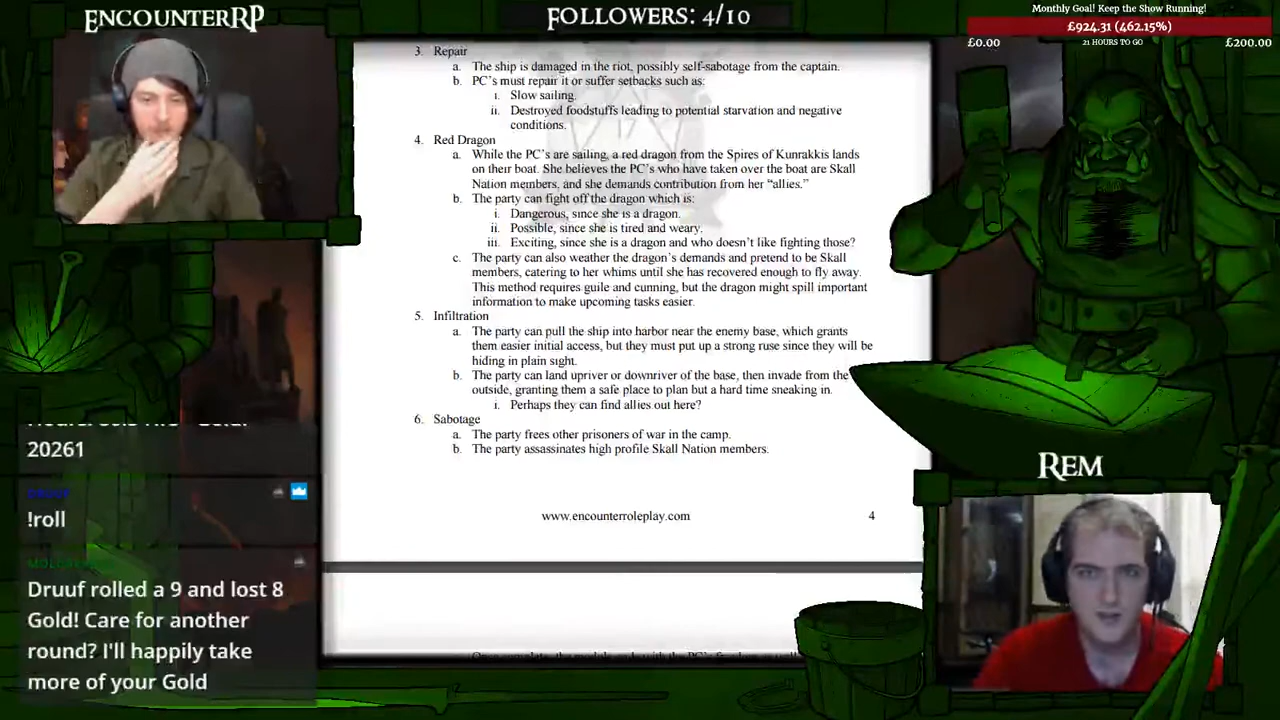 ENCOUNTERRP
FOLLOWERS: 4/10
Monthly Goal! Keep the Show Running!
£924.31 (462.15%)
£0.00
21 HOURS TO GO
£200.00
3. Repair
a. The ship is damaged in the riot, possibly self-sabotage from the captain.
b. PC's must repair it or suffer setbacks such as:
i. Slow sailing.
ii. Destroyed foodstuffs leading to potential starvation and negative
conditions.
4. Red Dragon
a. While the PC's are sailing, a red dragon from the Spires of Kunrakkis lands
on their boat. She believes the PC's who have taken over the boat are Skall
Nation members, and she demands contribution from her “allies.”
b. The party can fight off the dragon which is:
i. Dangerous, since she is a dragon.
ii. Possible, since she is tired and weary.
iii. Exciting, since she is a dragon and who doesn't like fighting those?
c. The party can also weather the dragon's demands and pretend to be Skall
members, catering to her whims until she has recovered enough to fly away.
This method requires guile and cunning, but the dragon might spill important
information to make upcoming tasks easier.
5. Infiltration
a. The party can pull the ship into harbor near the enemy base, which grants
them easier initial access, but they must put up a strong ruse since they will be
hiding in plain sight.
b. The party can land upriver or downriver of the base, then invade from the
outside, granting them a safe place to plan but a hard time sneaking in.
i. Perhaps they can find allies out here?
6. Sabotage
a. The party frees other prisoners of war in the camp.
b. The party assassinates high profile Skall Nation members.
www.encounterroleplay.com 4
20261
DRUUF
!roll
Druuf rolled a 9 and lost 8
Gold! Care for another
round? I'll happily take
more of your Gold
REM